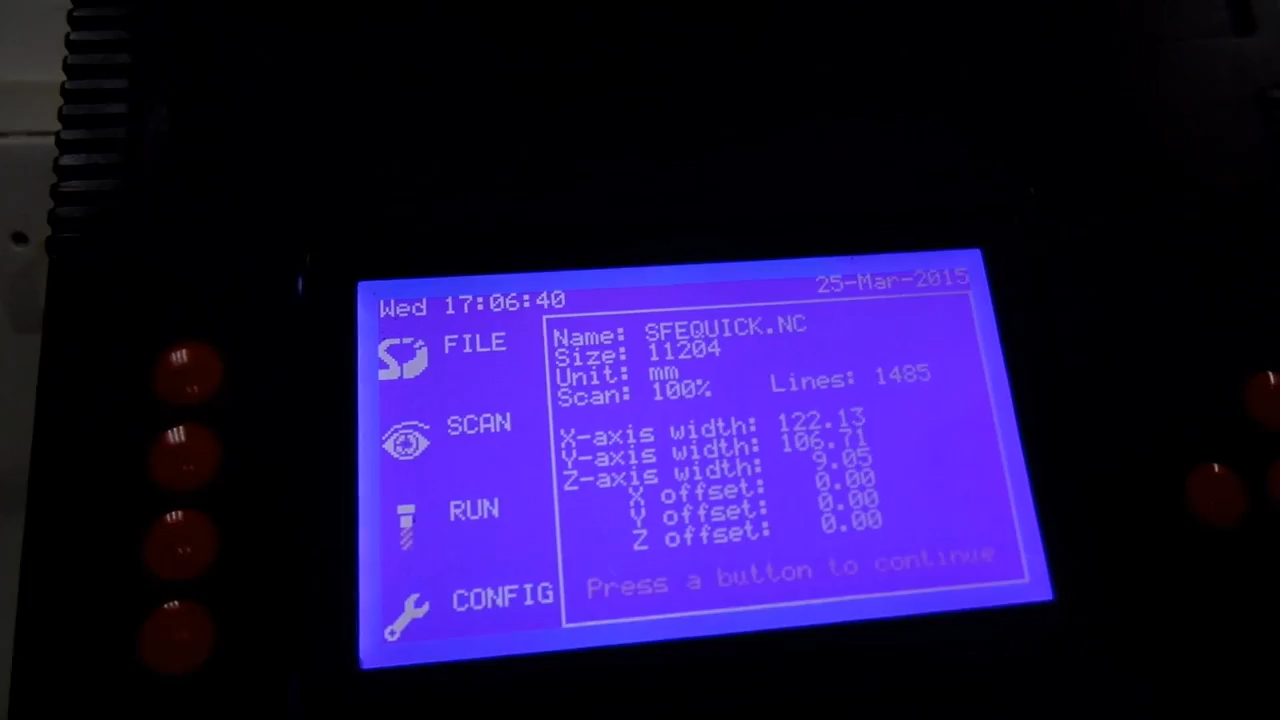 Wed 17:06:40 25-Mar-2015
FILE
SCAN
RUN
CONFIG
Name: SFEQUICK.NC
Size: 11204
Unit: mm
Scan: 100% Lines: 1485
X-axis width: 122.13
Y-axis width: 106.71
Z-axis width: 9.05
X offset: 0.00
Y offset: 0.00
Z offset: 0.00
Press a button to continue